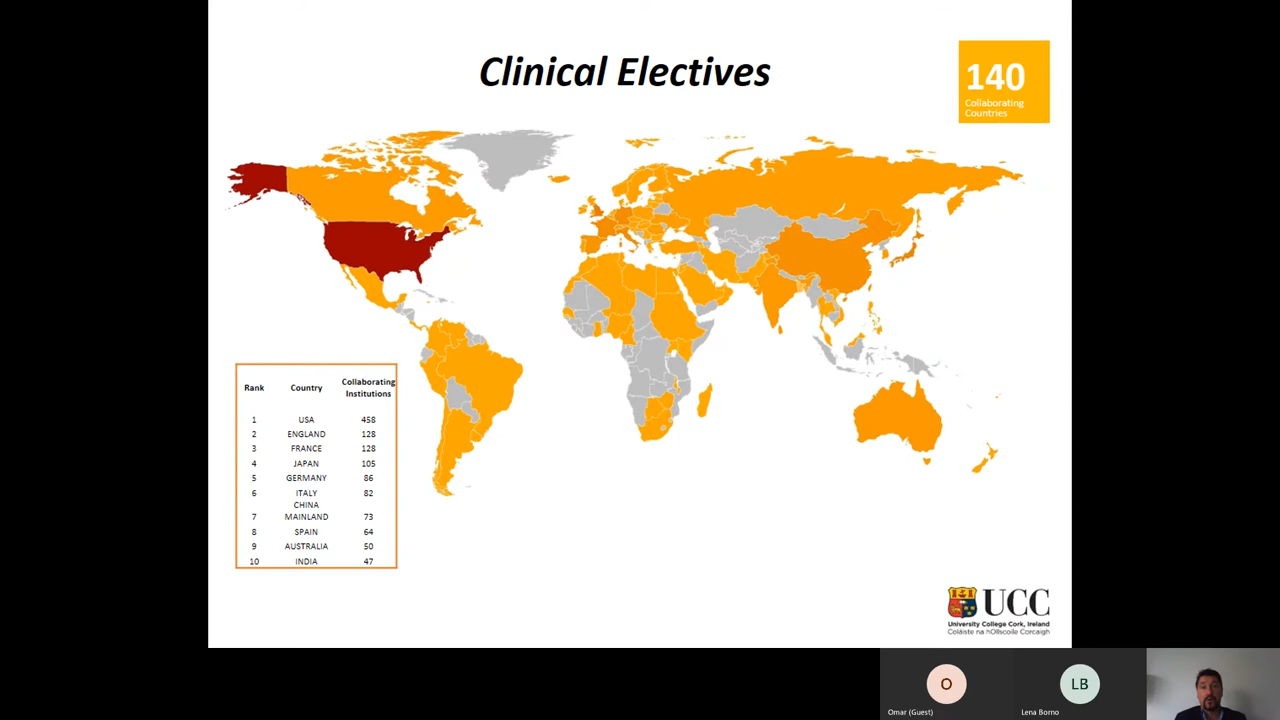 Clinical Electives
140
Collaborating
Countries
Rank Country Collaborating
Institutions
1 USA 458
2 ENGLAND 128
3 FRANCE 128
4 JAPAN 105
5 GERMANY 86
6 ITALY 82
CHINA
7 MAINLAND 73
8 SPAIN 64
9 AUSTRALIA 50
10 INDIA 47
UCC
University College Cork, Ireland
Coláiste na hOllscoile Corcaigh
O
LB
Omar (Guest)
Lena Borno